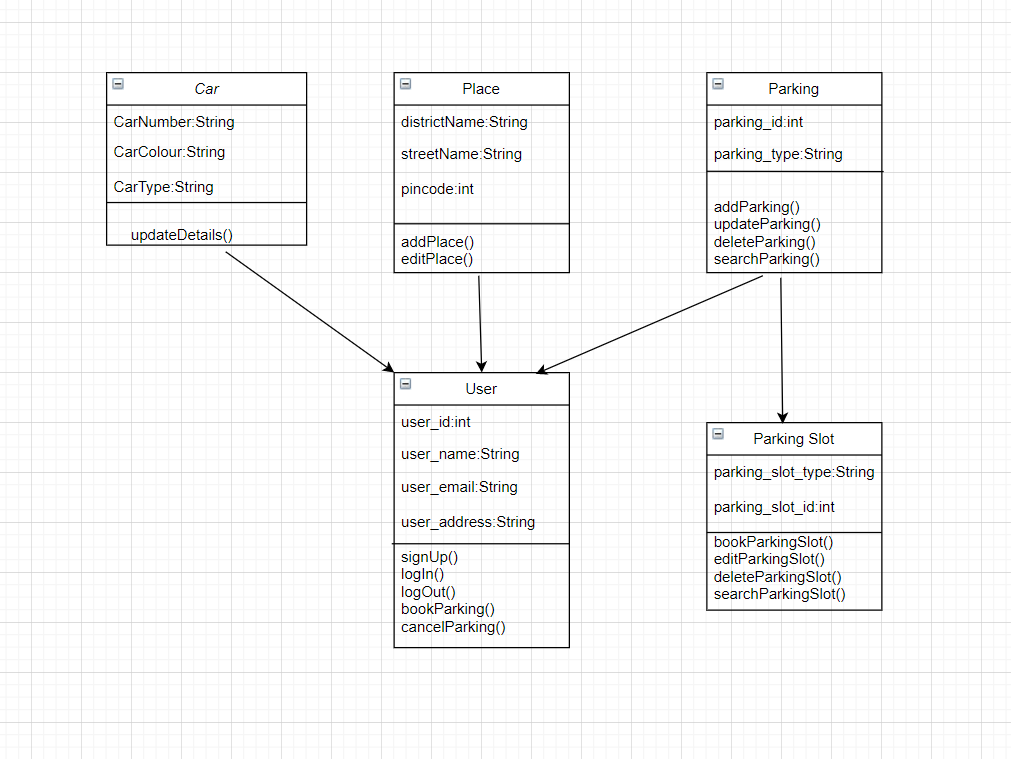 Car
CarNumber:String
CarColour:String
CarType:String
updateDetails()
Place
districtName:String
streetName:String
pincode:int
addPlace()
editPlace()
Parking
parking_id:int
parking_type:String
addParking()
updateParking()
deleteParking()
searchParking()
User
user_id:int
user_name:String
user_email:String
user_address:String
signUp()
logIn()
logOut()
bookParking()
cancelParking()
Parking Slot
parking_slot_type:String
parking_slot_id:int
bookParkingSlot()
editParkingSlot()
deleteParkingSlot()
searchParkingSlot()